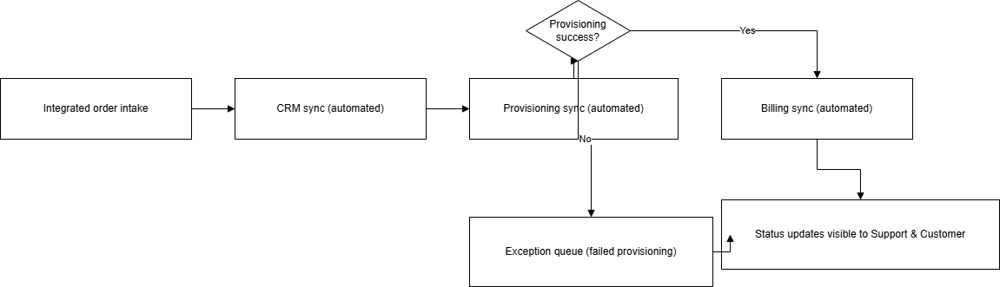 Provisioning
success?
Yes
Integrated order intake
CRM sync (automated)
Provisioning sync (automated)
Billing sync (automated)
No
Exception queue (failed provisioning)
Status updates visible to Support & Customer